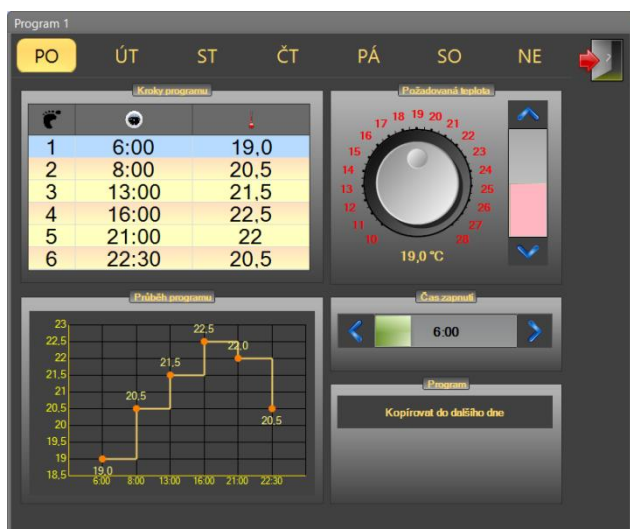 Program 1
PO ÚT ST ČT PÁ SO NE
Kroky programu
1 6:00 19,0
2 8:00 20,5
3 13:00 21,5
4 16:00 22,5
5 21:00 22
6 22:30 20,5
Požadovaná teplota
10 11 12 13 14 15 16 17 18 19 20 21 22 23 24 25 26 27 28
19,0 °C
Průběh programu
23
22,5
22
21,5
21
20,5
20
19,5
19
18,5
19,0 20,5 21,5 22,5 22,0 20,5
6:00 8:00 13:00 16:00 21:00 22:30
Čas zapnutí
6:00
Program
Kopírovat do dalšího dne